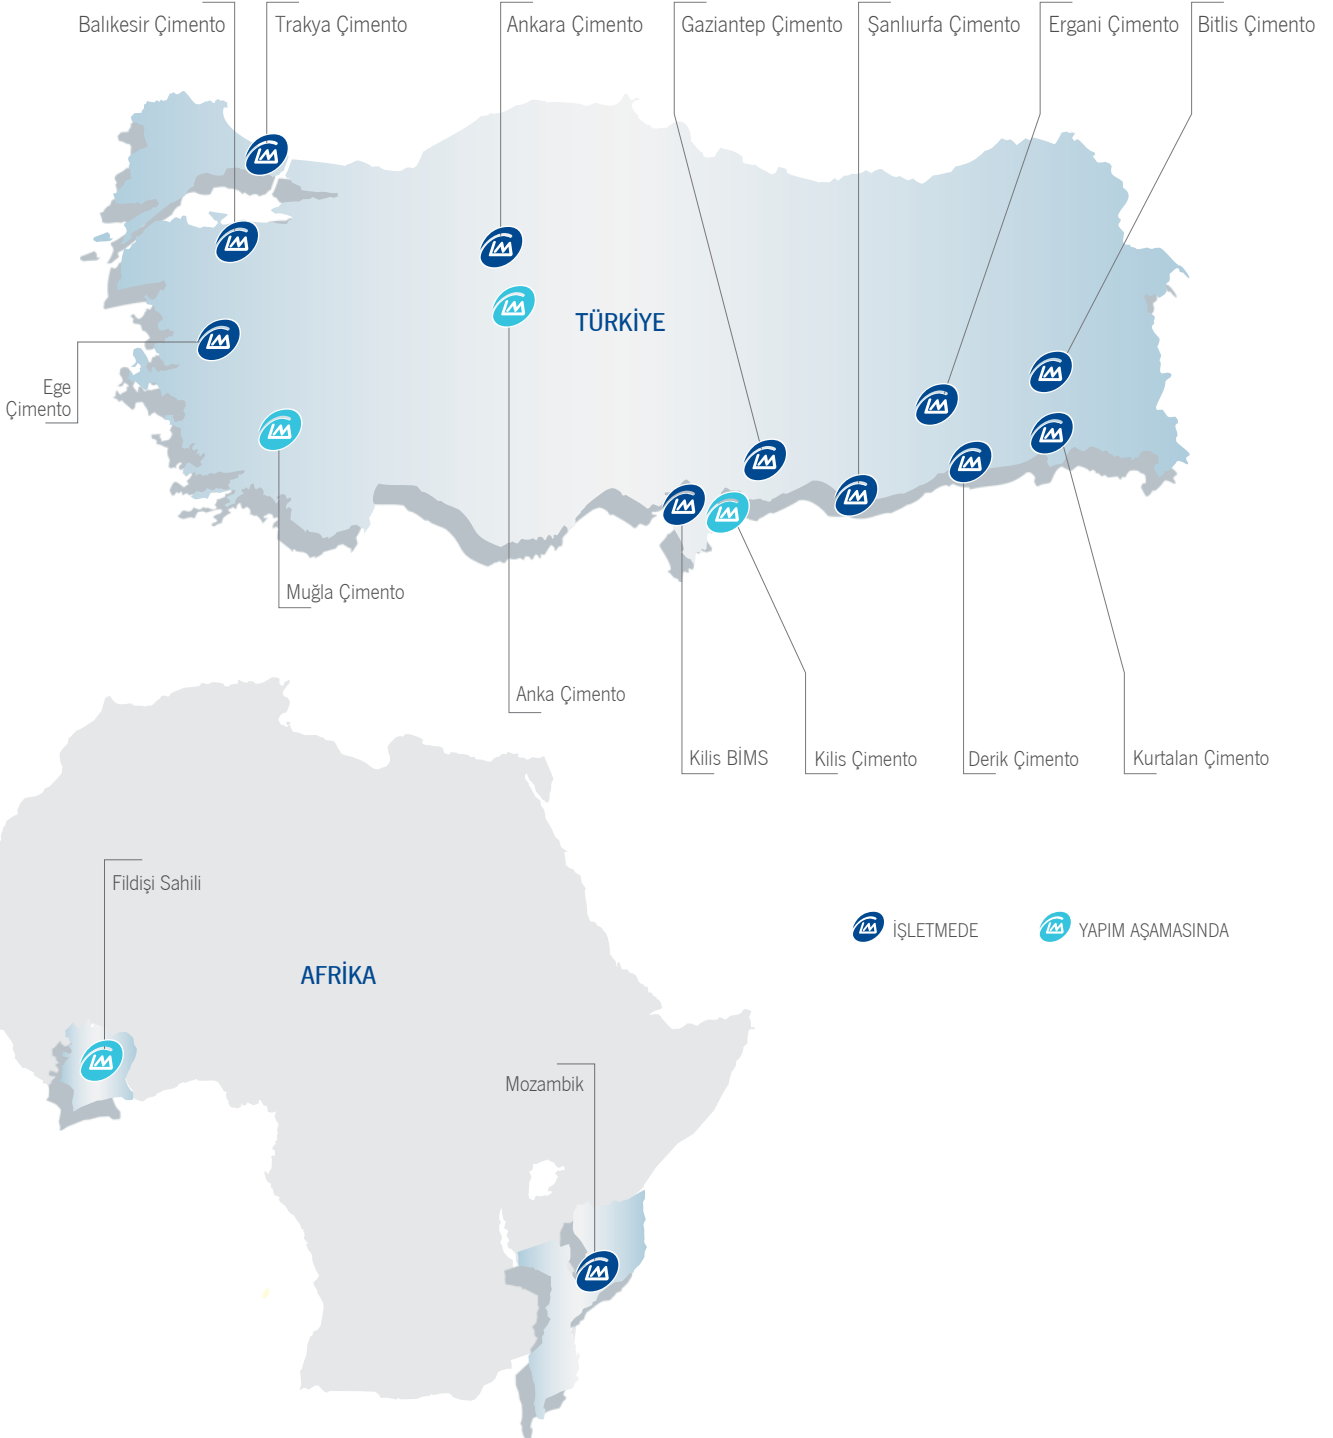 Balıkesir Çimento
Trakya Çimento
Ankara Çimento
Gaziantep Çimento
Şanlıurfa Çimento
Ergani Çimento
Bitlis Çimento
TÜRKİYE
Ege
Çimento
Muğla Çimento
Anka Çimento
Kilis BİMS
Kilis Çimento
Derik Çimento
Kurtalan Çimento
Fildişi Sahili
İŞLETMEDE
YAPIM AŞAMASINDA
AFRİKA
Mozambik